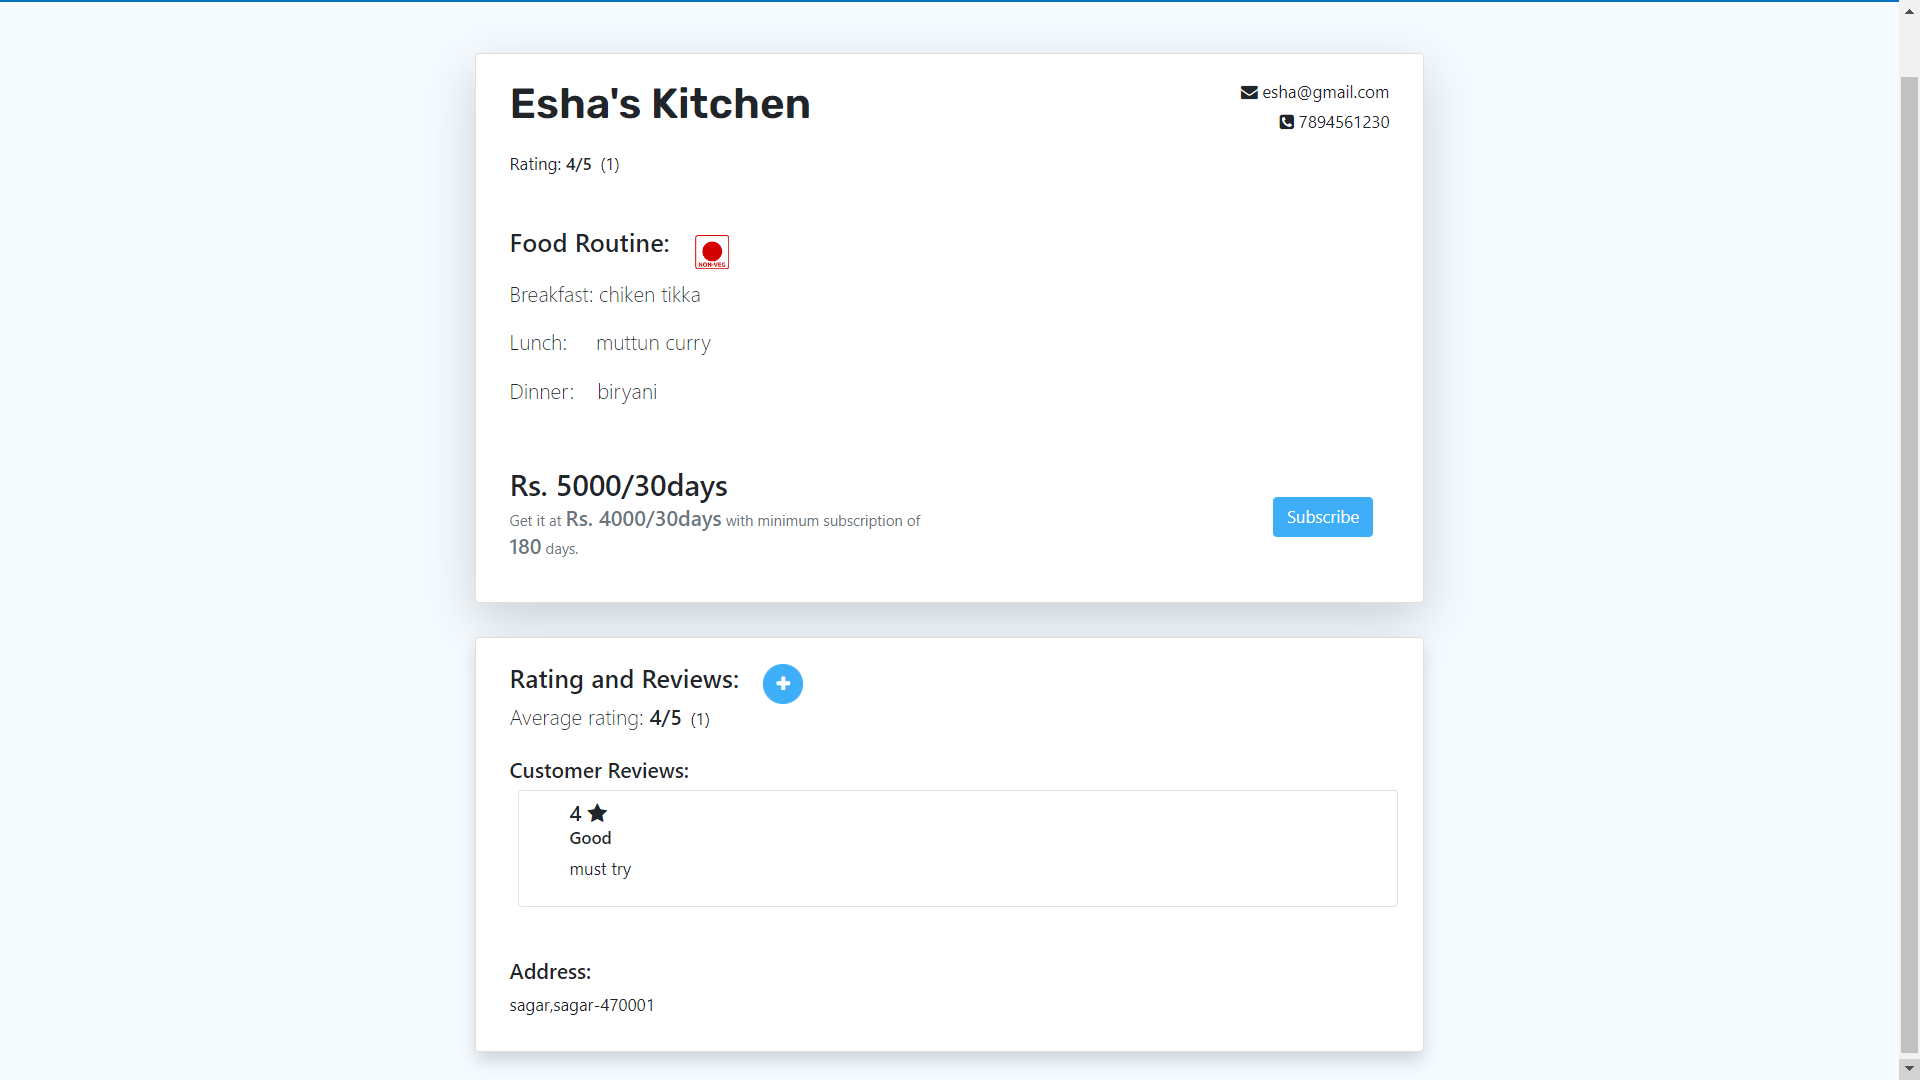 Esha's Kitchen
esha@gmail.com
7894561230
Rating: 4/5 (1)
Food Routine:
NON-VEG
Breakfast: chiken tikka
Lunch: muttun curry
Dinner: biryani
Rs. 5000/30days
Get it at Rs. 4000/30days with minimum subscription of
180 days.
Subscribe
Rating and Reviews:
Average rating: 4/5 (1)
Customer Reviews:
4
Good
must try
Address:
sagar,sagar-470001